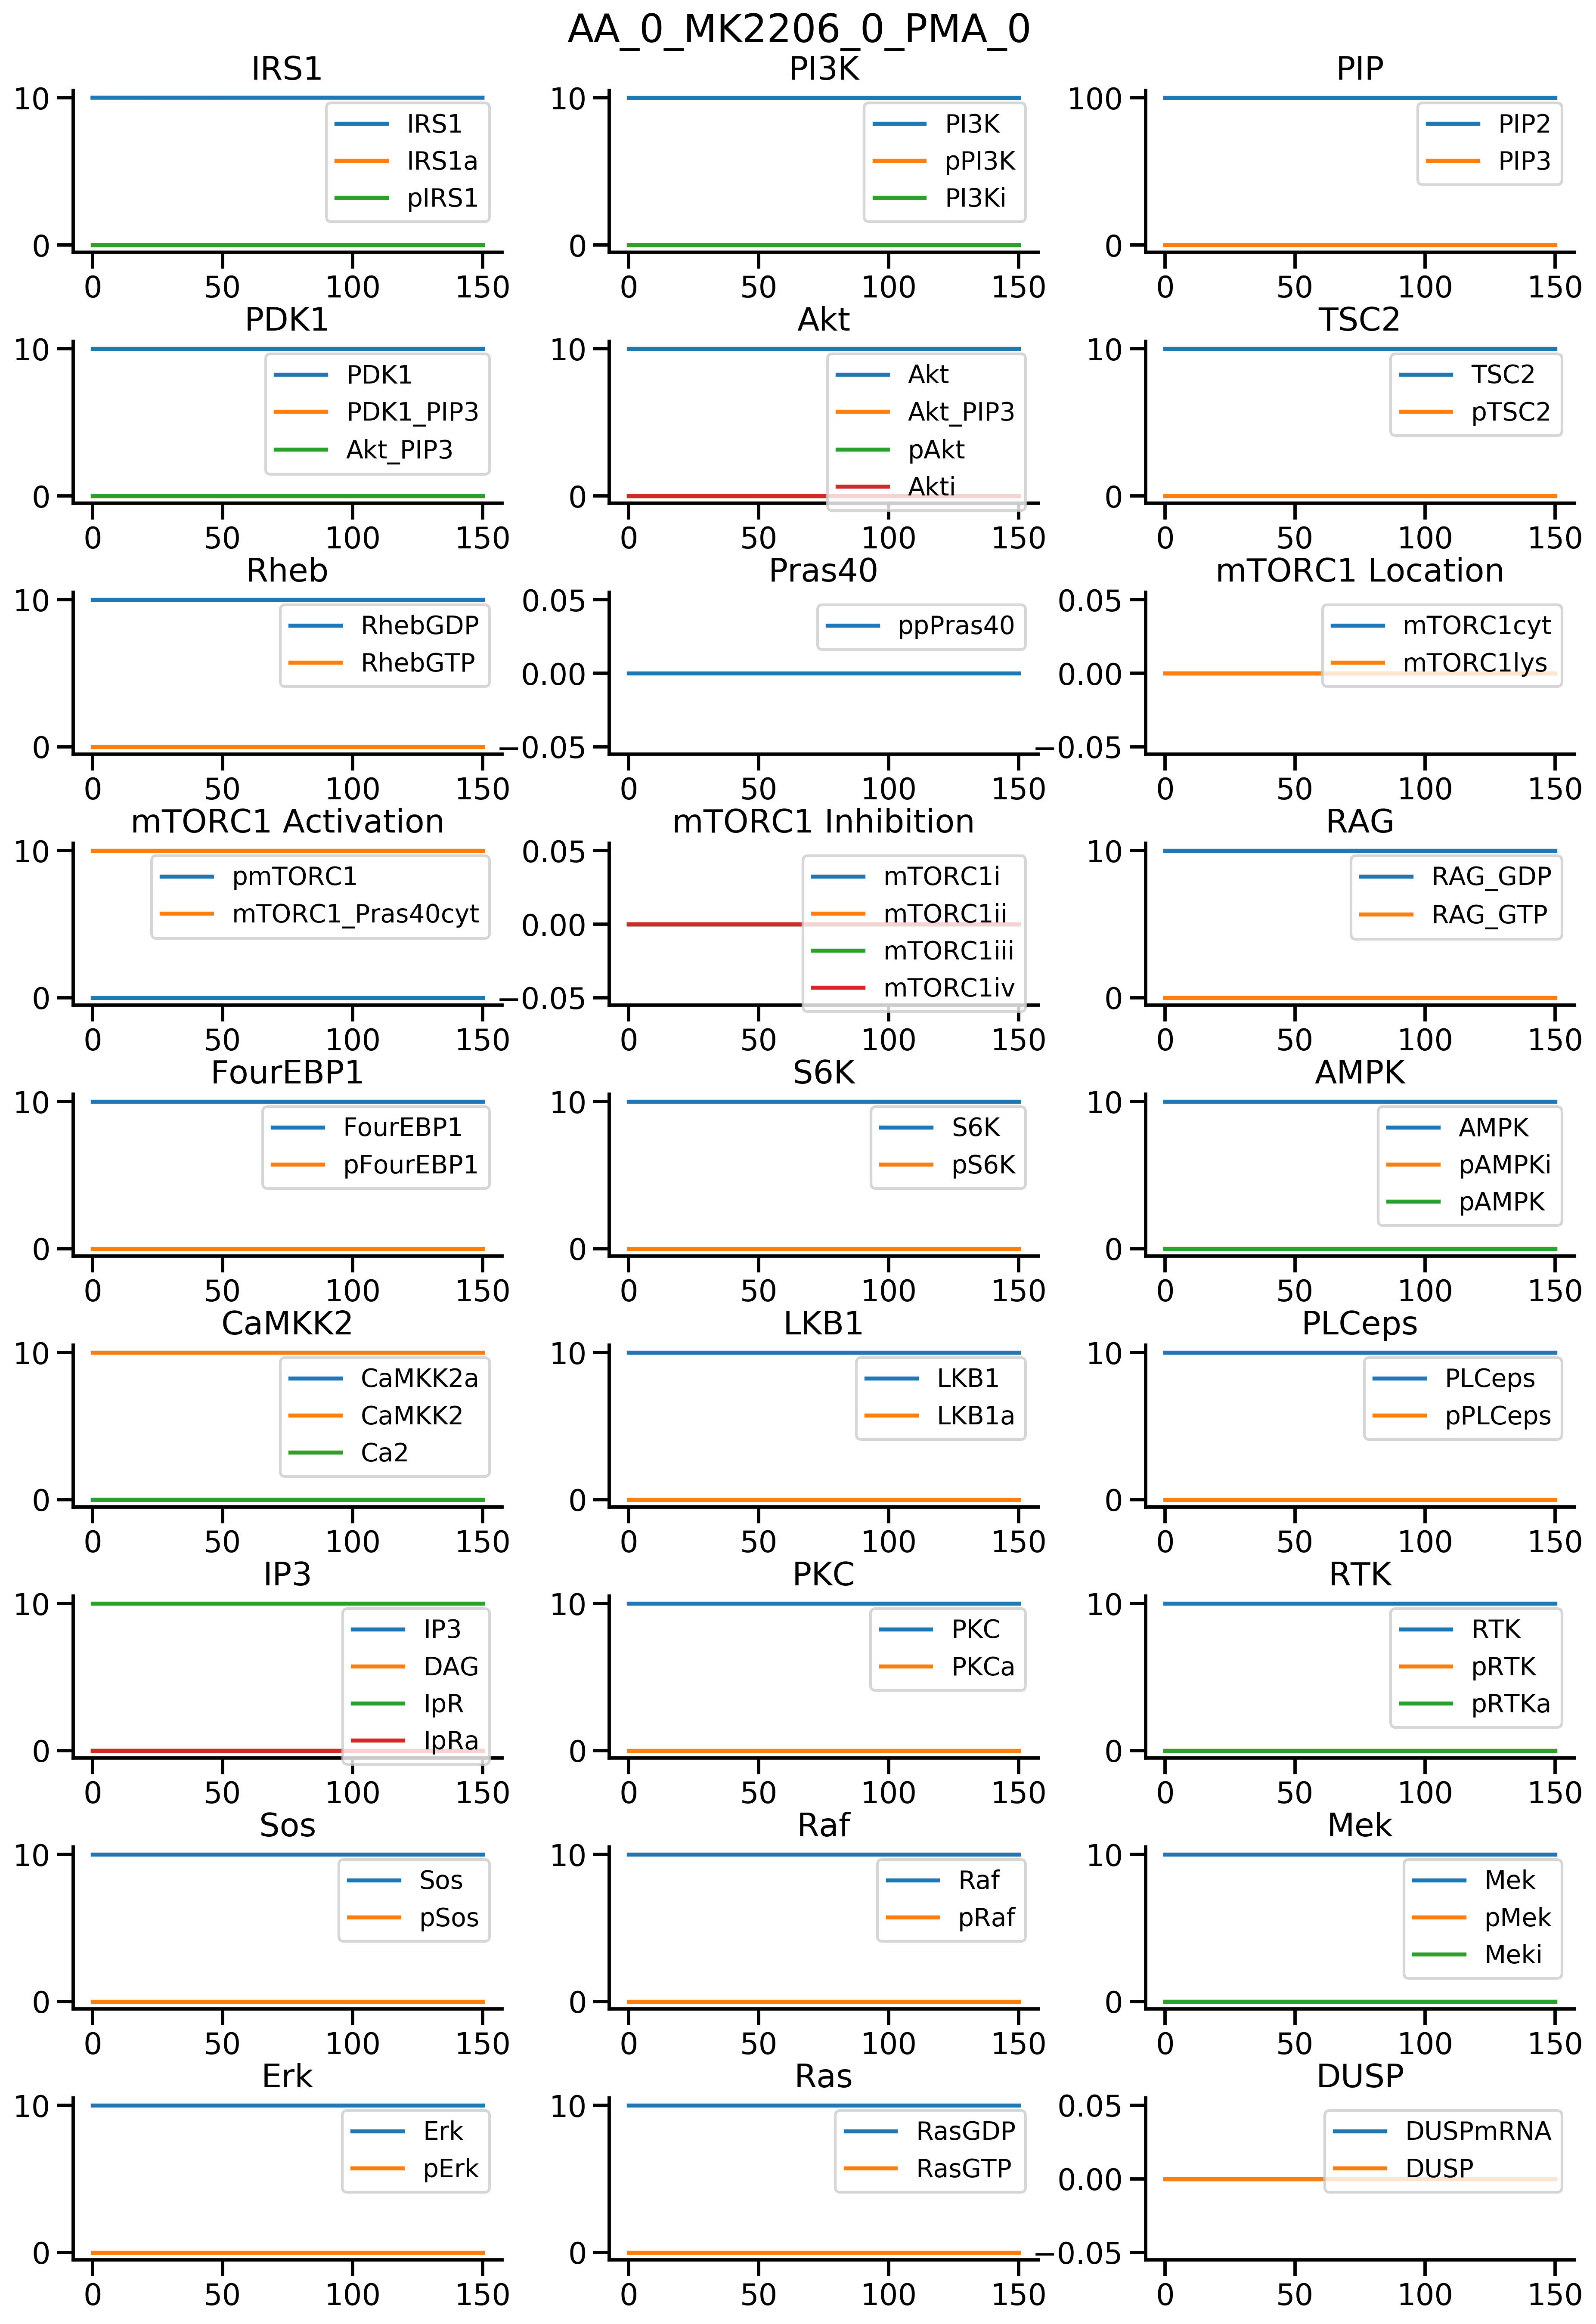 AA_0_MK2206_0_PMA_0
IRS1
10
0
0 50 100 150
IRS1
IRS1a
pIRS1
PI3K
10
0
0 50 100 150
PI3K
pPI3K
PI3Ki
PIP
100
0
0 50 100 150
PIP2
PIP3
PDK1
10
0
0 50 100 150
PDK1
PDK1_PIP3
Akt_PIP3
Akt
10
0
0 50 100 150
Akt
Akt_PIP3
pAkt
Akti
TSC2
10
0
0 50 100 150
TSC2
pTSC2
Rheb
10
0
0 50 100 150
RhebGDP
RhebGTP
Pras40
0.05
0.00
−0.05
0 50 100 150
ppPras40
mTORC1 Location
0.05
0.00
−0.05
0 50 100 150
mTORC1cyt
mTORC1lys
mTORC1 Activation
10
0
0 50 100 150
pmTORC1
mTORC1_Pras40cyt
mTORC1 Inhibition
0.05
0.00
−0.05
0 50 100 150
mTORC1i
mTORC1ii
mTORC1iii
mTORC1iv
RAG
10
0
0 50 100 150
RAG_GDP
RAG_GTP
FourEBP1
10
0
0 50 100 150
FourEBP1
pFourEBP1
S6K
10
0
0 50 100 150
S6K
pS6K
AMPK
10
0
0 50 100 150
AMPK
pAMPKi
pAMPK
CaMKK2
10
0
0 50 100 150
CaMKK2a
CaMKK2
Ca2
LKB1
10
0
0 50 100 150
LKB1
LKB1a
PLCeps
10
0
0 50 100 150
PLCeps
pPLCeps
IP3
10
0
0 50 100 150
IP3
DAG
IpR
IpRa
PKC
10
0
0 50 100 150
PKC
PKCa
RTK
10
0
0 50 100 150
RTK
pRTK
pRTKa
Sos
10
0
0 50 100 150
Sos
pSos
Raf
10
0
0 50 100 150
Raf
pRaf
Mek
10
0
0 50 100 150
Mek
pMek
Meki
Erk
10
0
0 50 100 150
Erk
pErk
Ras
10
0
0 50 100 150
RasGDP
RasGTP
DUSP
0.05
0.00
−0.05
0 50 100 150
DUSPmRNA
DUSP